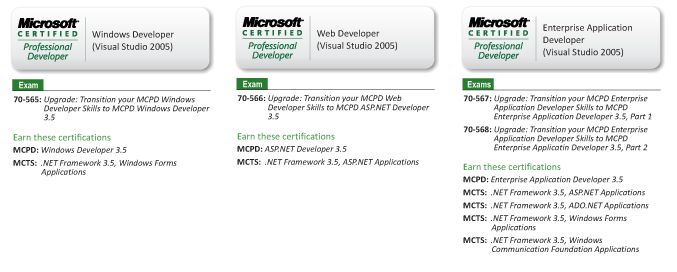 Microsoft
CERTIFIED
Professional
Developer
Windows Developer
(Visual Studio 2005)
Exam
70-565: Upgrade: Transition your MCPD Windows
Developer Skills to MCPD Windows Developer
3.5
Earn these certifications
MCPD: Windows Developer 3.5
MCTS: .NET Framework 3.5, Windows Forms
Applications
Microsoft
CERTIFIED
Professional
Developer
Web Developer
(Visual Studio 2005)
Exam
70-566: Upgrade: Transition your MCPD Web
Developer Skills to MCPD ASP.NET Developer
3.5
Earn these certifications
MCPD: ASP.NET Developer 3.5
MCTS: .NET Framework 3.5, ASP.NET Applications
Microsoft
CERTIFIED
Professional
Developer
Enterprise Application
Developer
(Visual Studio 2005)
Exams
70-567: Upgrade: Transition your MCPD Enterprise
Application Developer Skills to MCPD
Enterprise Application Developer 3.5, Part 1
70-568: Upgrade: Transition your MCPD Enterprise
Application Developer Skills to MCPD
Enterprise Applicatin Developer 3.5, Part 2
Earn these certifications
MCPD: Enterprise Application Developer 3.5
MCTS: .NET Framework 3.5, ASP.NET Applications
MCTS: .NET Framework 3.5, ADO.NET Applications
MCTS: .NET Framework 3.5, Windows Forms
Applications
MCTS: .NET Framework 3.5, Windows
Communication Foundation Applications